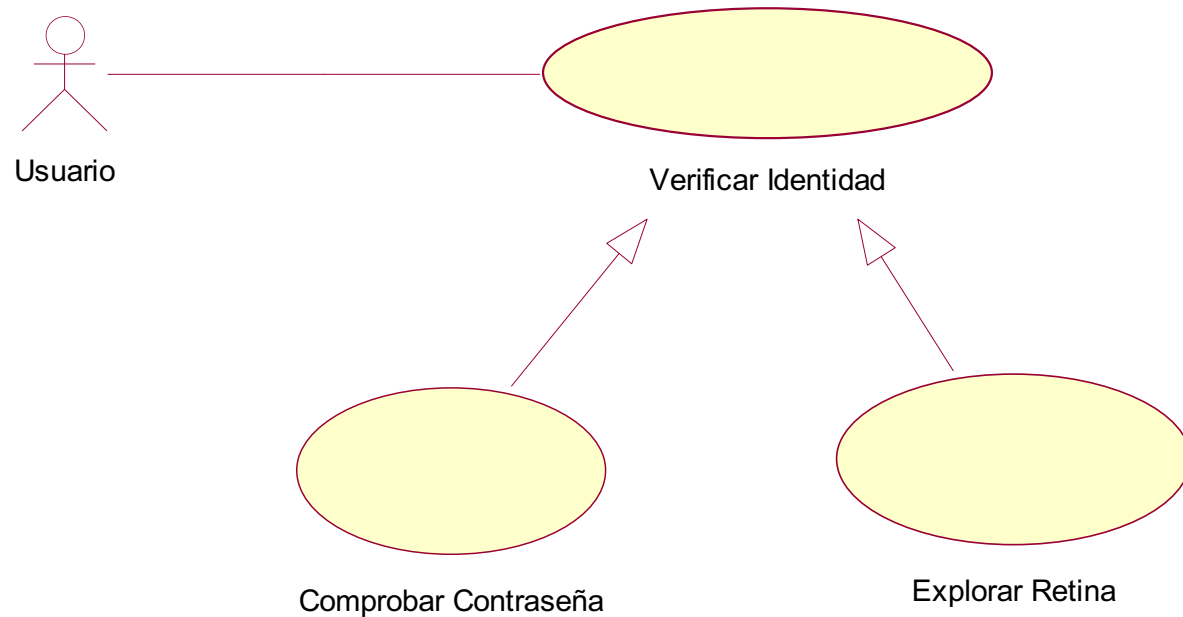 Usuario
Verificar Identidad
Comprobar Contraseña
Explorar Retina